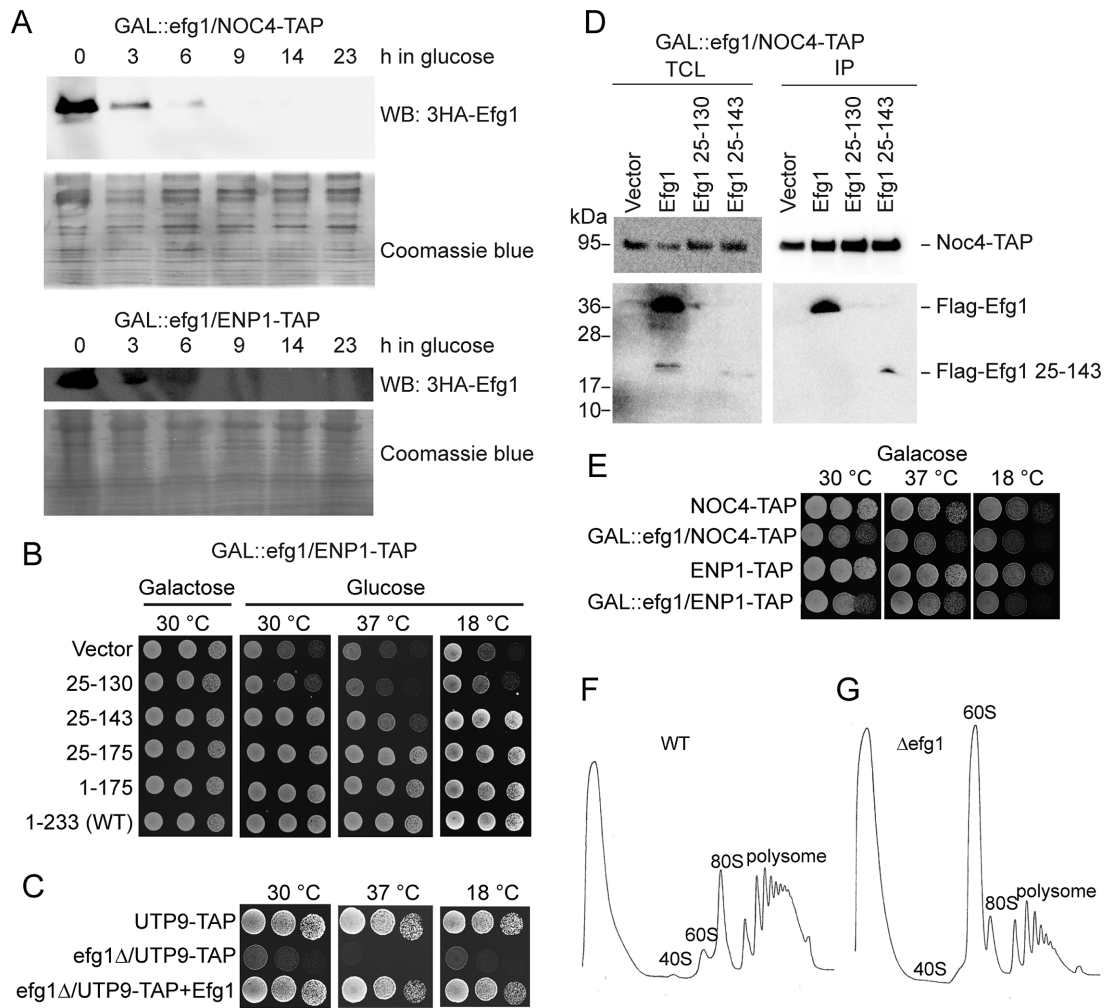 A
GAL::efg1/NOC4-TAP
0 3 6 9 14 23 h in glucose
WB: 3HA-Efg1
Coomassie blue
GAL::efg1/ENP1-TAP
0 3 6 9 14 23 h in glucose
WB: 3HA-Efg1
Coomassie blue
B
GAL::efg1/ENP1-TAP
Galactose Glucose
30 °C 30 °C 37 °C 18 °C
Vector
25-130
25-143
25-175
1-175
1-233 (WT)
C
30 °C 37 °C 18 °C
UTP9-TAP
efg1Δ/UTP9-TAP
efg1Δ/UTP9-TAP+Efg1
D
GAL::efg1/NOC4-TAP
TCL IP
Vector
Efg1
Efg1 25-130
Efg1 25-143
Vector
Efg1
Efg1 25-130
Efg1 25-143
kDa
95– – Noc4-TAP
36– – Flag-Efg1
28–
– Flag-Efg1 25-143
17–
10–
E
Galacose
30 °C 37 °C 18 °C
NOC4-TAP
GAL::efg1/NOC4-TAP
ENP1-TAP
GAL::efg1/ENP1-TAP
F
WT
40S
60S
80S
polysome
G
Δefg1
40S
60S
80S
polysome